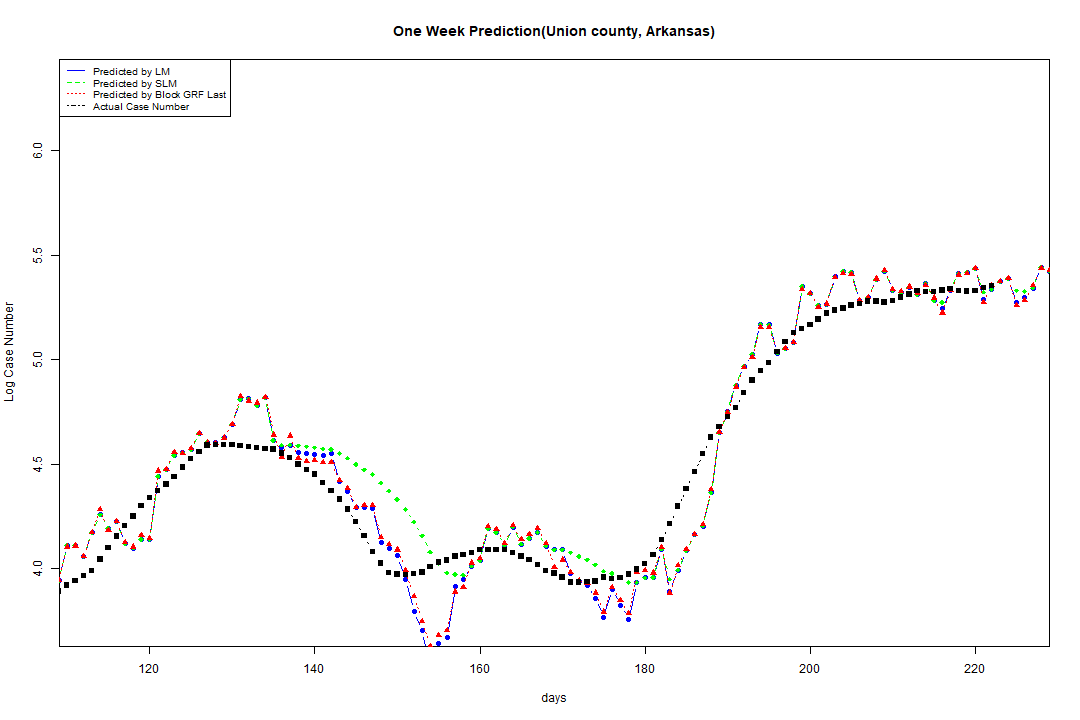 One Week Prediction(Union county, Arkansas)
Predicted by LM
Predicted by SLM
Predicted by Block GRF Last
Actual Case Number
6.0
5.5
5.0
4.5
4.0
Log Case Number
120 140 160 180 200 220
days